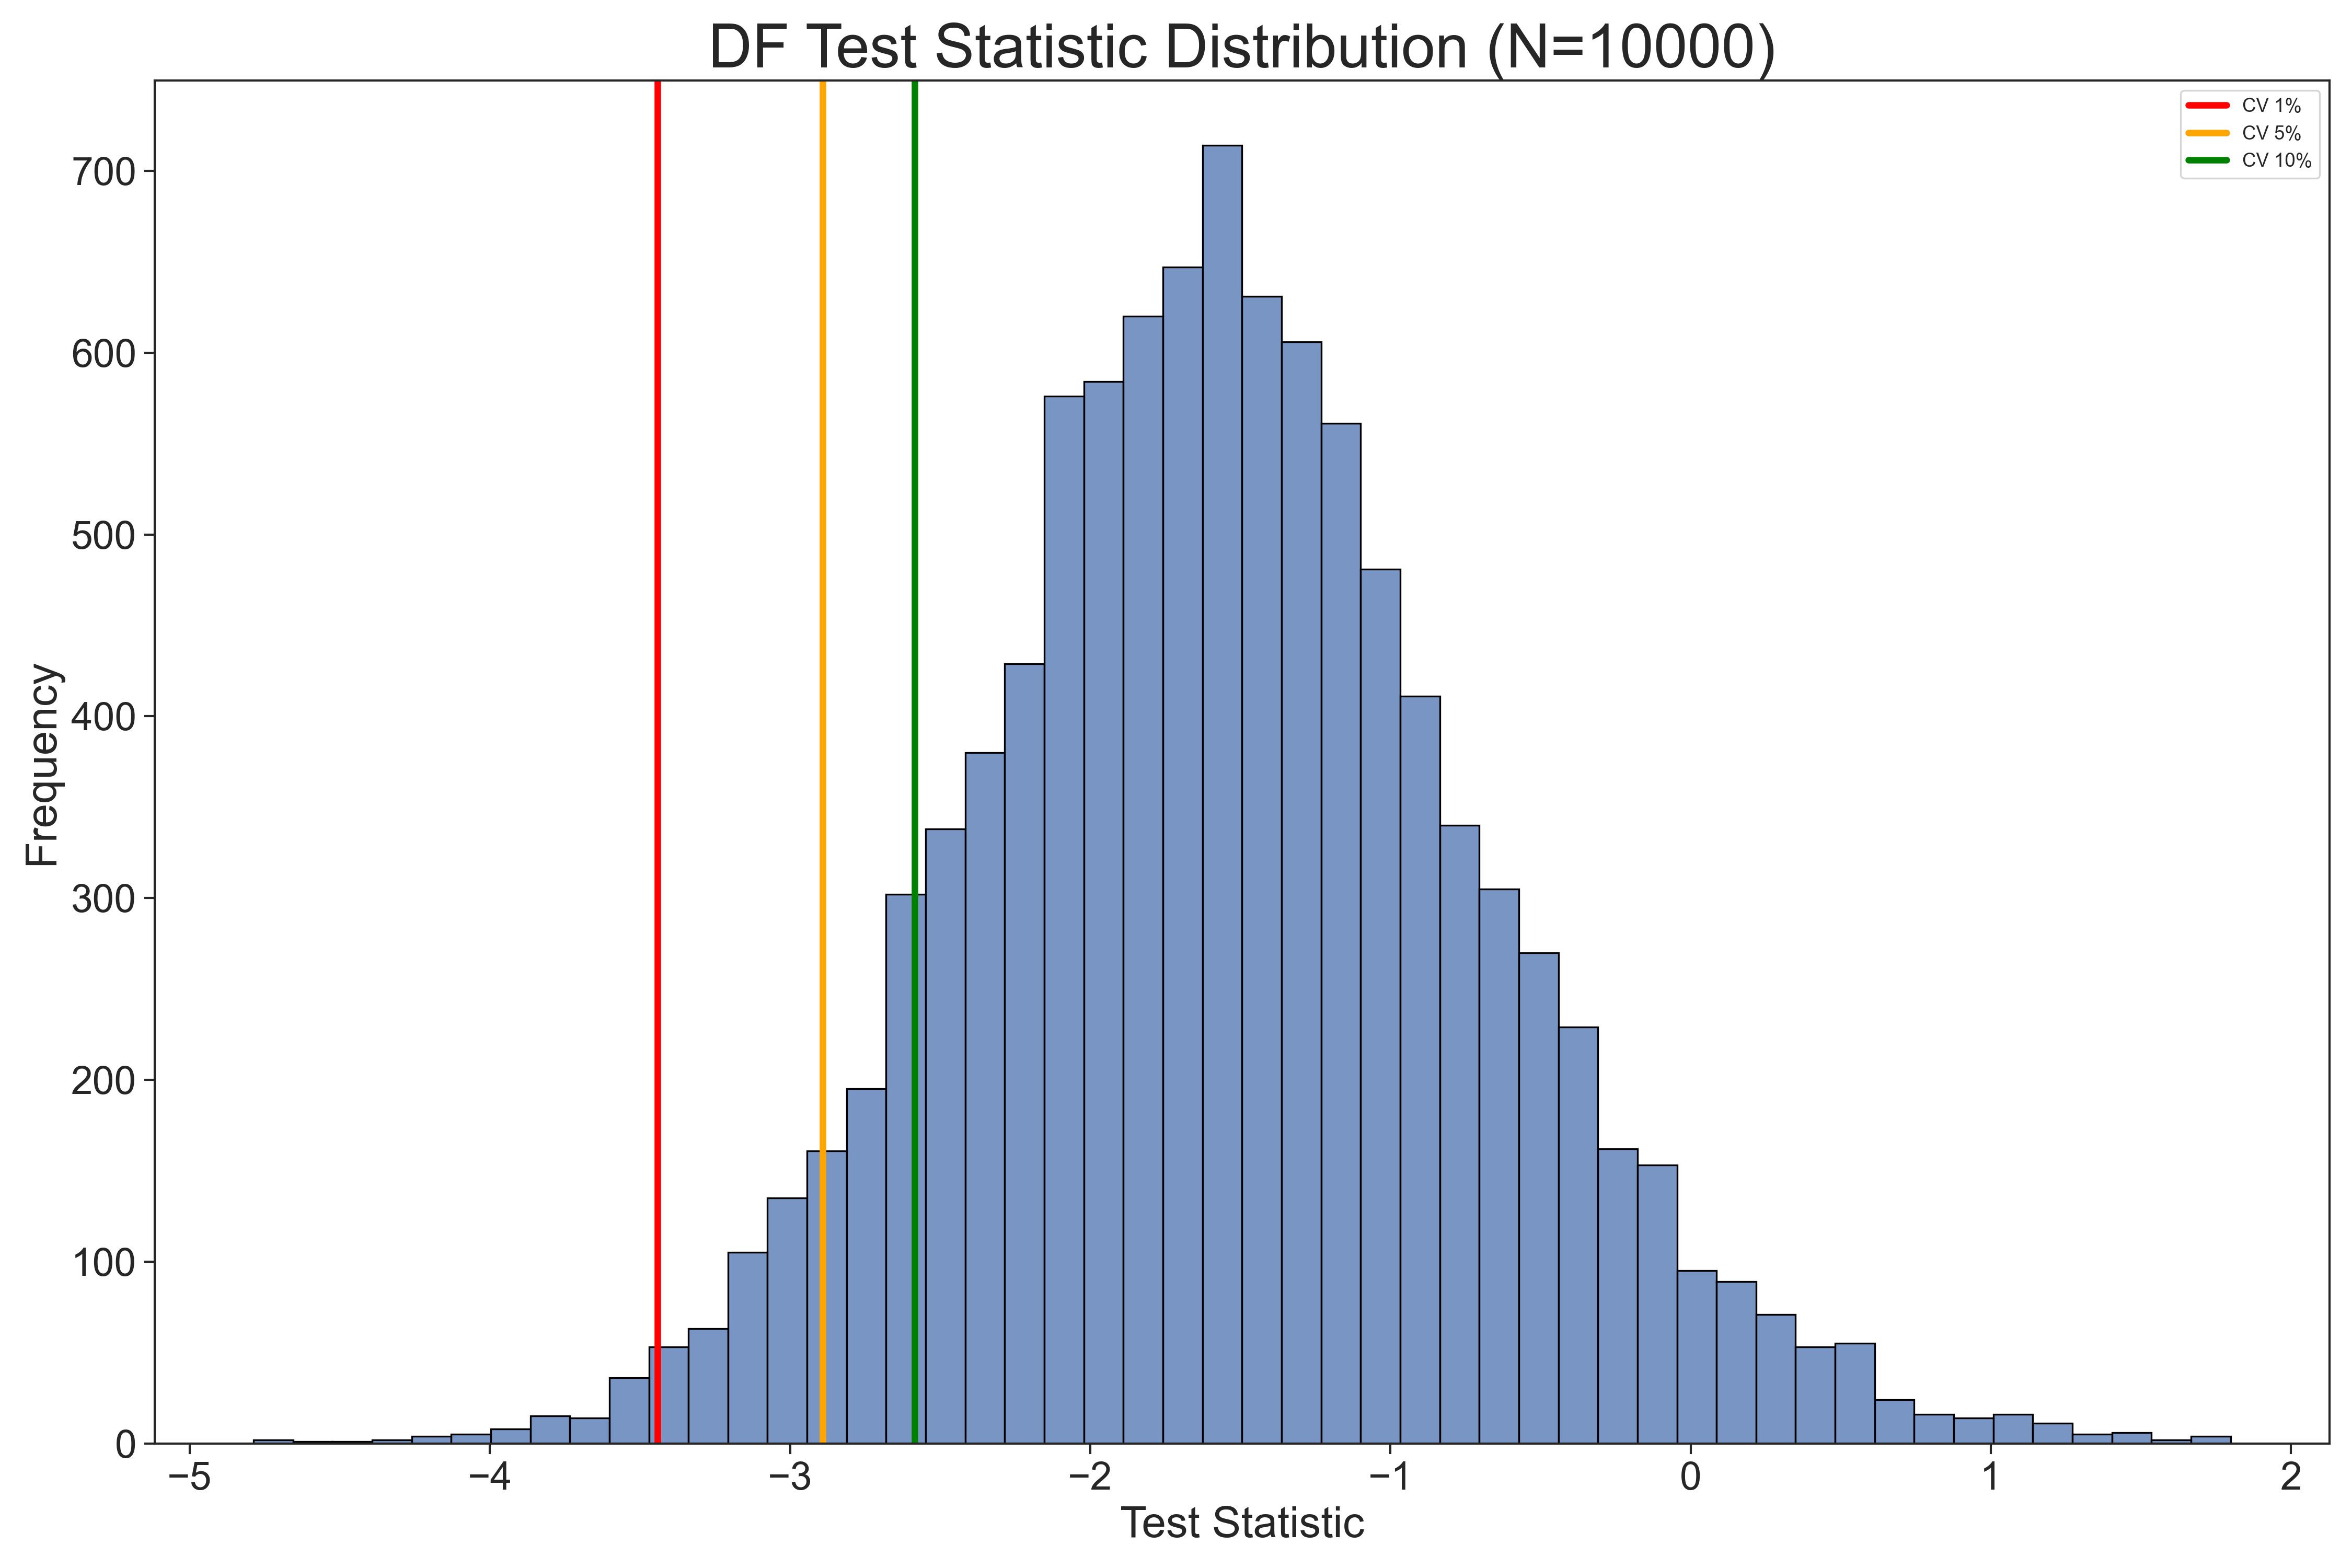 DF Test Statistic Distribution (N=10000)
CV 1%
CV 5%
CV 10%
700
600
500
400
300
200
100
0
Frequency
−5 −4 −3 −2 −1 0 1 2
Test Statistic